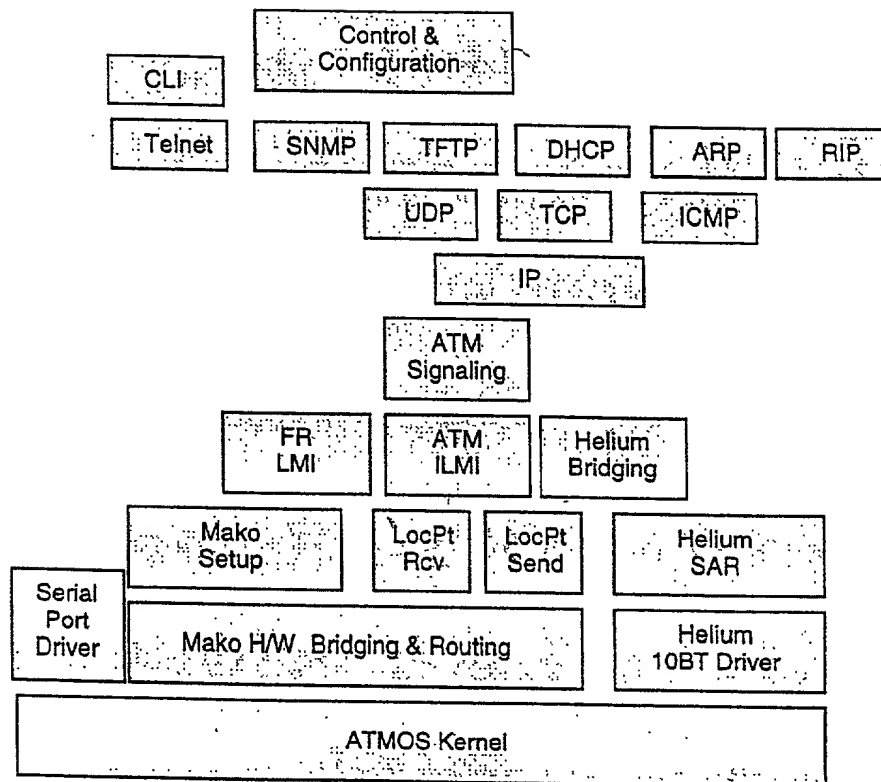 Control &
Configuration
CLI
Telnet
SNMP
TFTP
DHCP
ARP
RIP
UDP
TCP
ICMP
IP
ATM
Signaling
FR
LMI
ATM
ILMI
Helium
Bridging
Mako
Setup
LocPt
Rcv
LocPt
Send
Helium
SAR
Serial
Port
Driver
Mako H/W Bridging & Routing
Helium
10BT Driver
ATMOS Kernel